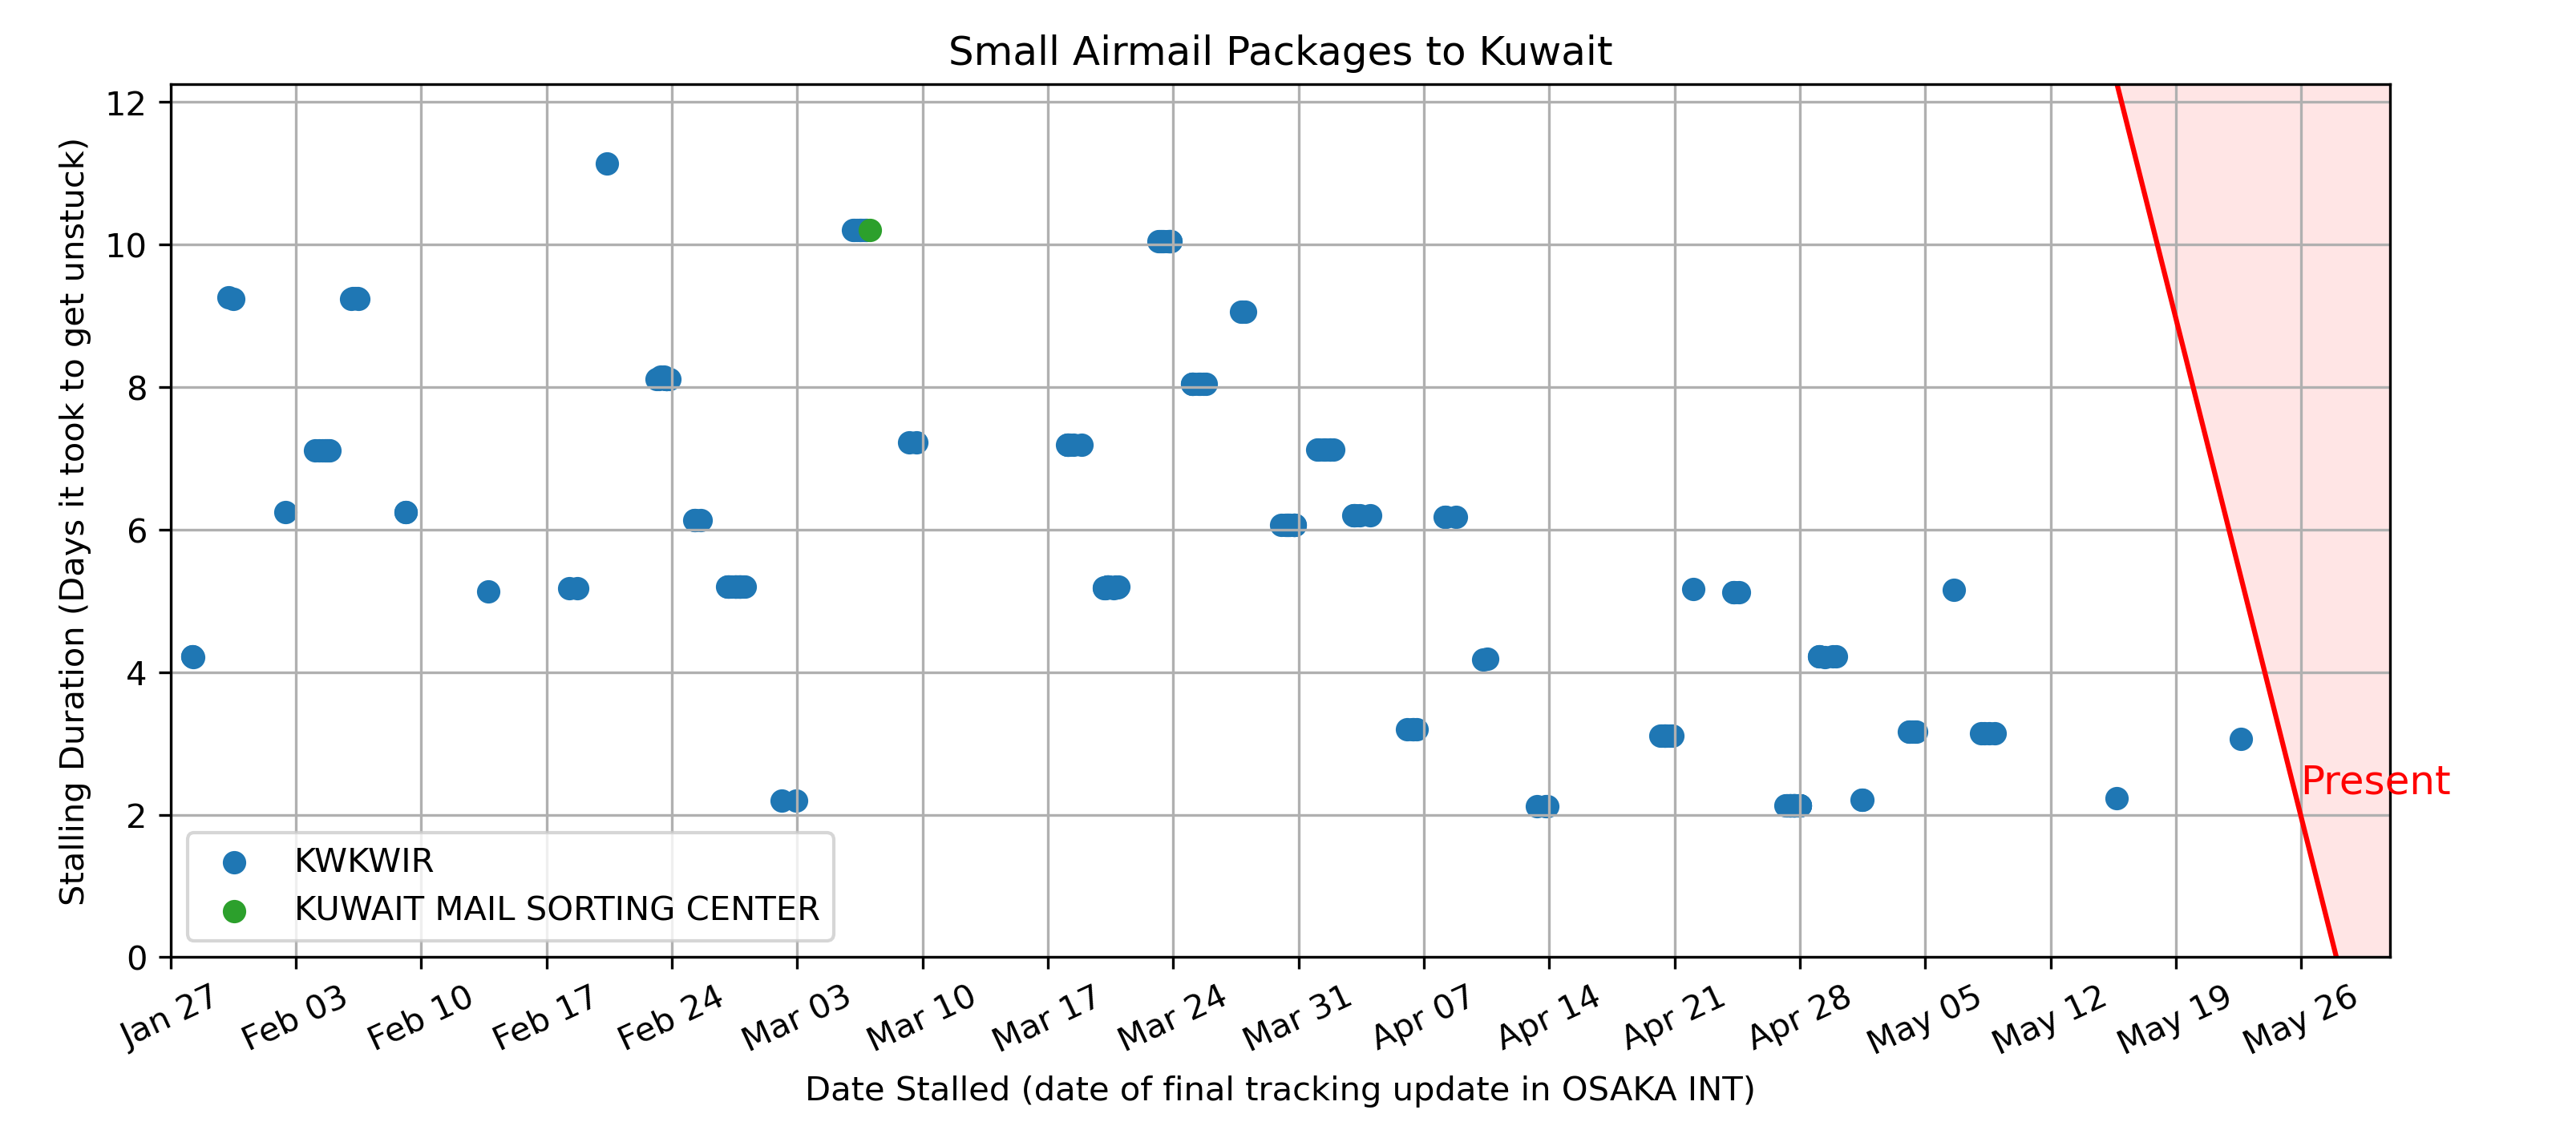 Small Airmail Packages to Kuwait
Stalling Duration (Days it took to get unstuck)
12
10
8
6
4
2
0
Present
KWKWIR
KUWAIT MAIL SORTING CENTER
Jan 27
Feb 03
Feb 10
Feb 17
Feb 24
Mar 03
Mar 10
Mar 17
Mar 24
Mar 31
Apr 07
Apr 14
Apr 21
Apr 28
May 05
May 12
May 19
May 26
Date Stalled (date of final tracking update in OSAKA INT)